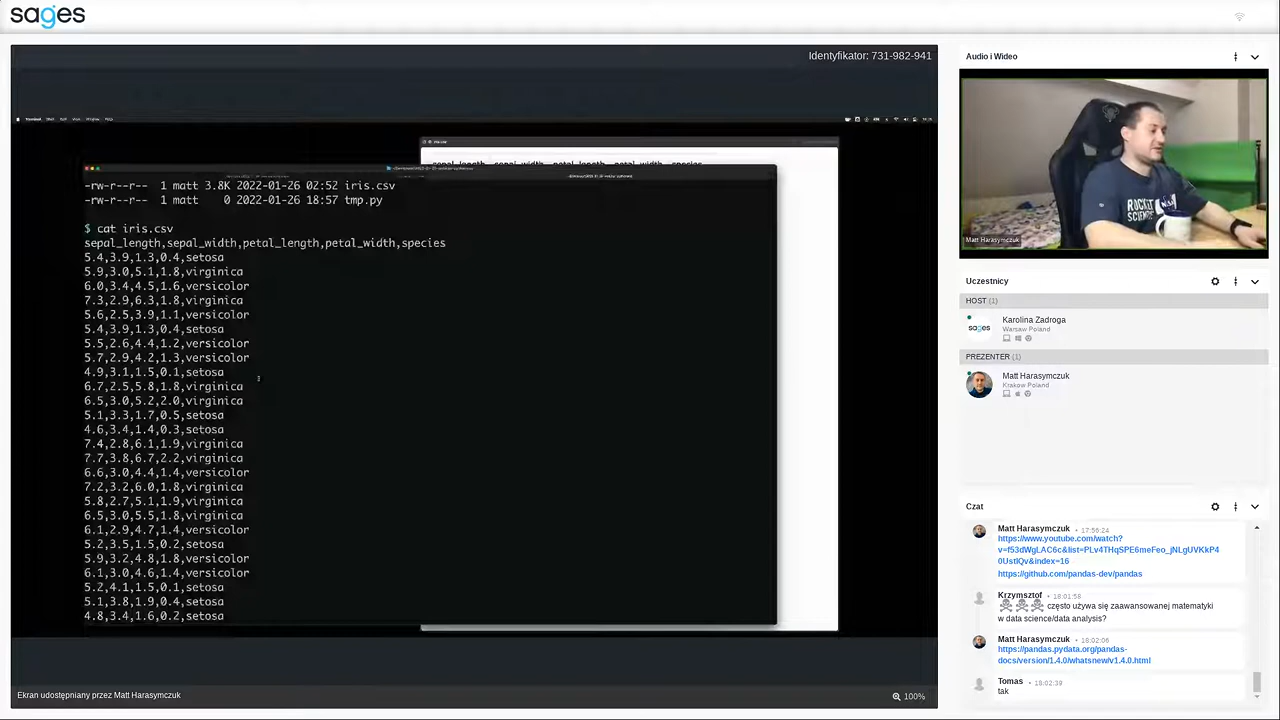 sages
Identyfikator: 731-982-941
-rw-r--r--  1 matt 3.8K 2022-01-26 02:52 iris.csv
-rw-r--r--  1 matt    0 2022-01-26 18:57 tmp.py
$ cat iris.csv
sepal_length,sepal_width,petal_length,petal_width,species
5.4,3.9,1.3,0.4,setosa
5.9,3.0,5.1,1.8,virginica
6.0,3.4,4.5,1.6,versicolor
7.3,2.9,6.3,1.8,virginica
5.6,2.5,3.9,1.1,versicolor
5.4,3.9,1.3,0.4,setosa
5.5,2.6,4.4,1.2,versicolor
5.7,2.9,4.2,1.3,versicolor
4.9,3.1,1.5,0.1,setosa
6.7,2.5,5.8,1.8,virginica
6.5,3.0,5.2,2.0,virginica
5.1,3.3,1.7,0.5,setosa
4.6,3.4,1.4,0.3,setosa
7.4,2.8,6.1,1.9,virginica
7.7,3.8,6.7,2.2,virginica
6.6,3.0,4.4,1.4,versicolor
7.2,3.2,6.0,1.8,virginica
5.8,2.7,5.1,1.9,virginica
6.5,3.0,5.5,1.8,virginica
6.1,2.9,4.7,1.4,versicolor
5.2,3.5,1.5,0.2,setosa
5.9,3.2,4.8,1.8,versicolor
6.1,3.0,4.6,1.4,versicolor
5.2,4.1,1.5,0.1,setosa
5.1,3.8,1.9,0.4,setosa
4.8,3.4,1.6,0.2,setosa
Ekran udostępniany przez Matt Harasymczuk
100%
Audio i Wideo
ROCKET
SCIENCE
Matt Harasymczuk
Uczestnicy
HOST (1)
sages
Karolina Zadroga
Warsaw Poland
PREZENTER (1)
Matt Harasymczuk
Krakow Poland
Czat
Matt Harasymczuk • 17:56:24
https://www.youtube.com/watch?
v=f53dWgLAC6c&list=PLv4THqSPE6meFeo_jNLgUVKkP4
0UstIQv&index=16
https://github.com/pandas-dev/pandas
Krzymsztof • 18:01:58
☠☠☠ często używa się zaawansowanej matematyki
w data science/data analysis?
Matt Harasymczuk • 18:02:06
https://pandas.pydata.org/pandas-
docs/version/1.4.0/whatsnew/v1.4.0.html
Tomas • 18:02:39
tak